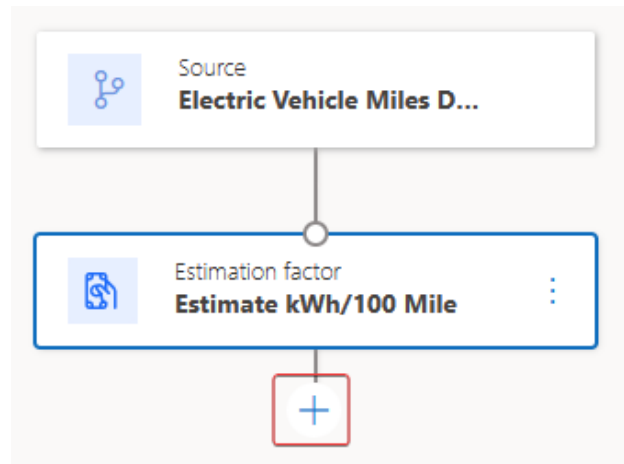 Source
Electric Vehicle Miles D...
Estimation factor
Estimate kWh/100 Mile